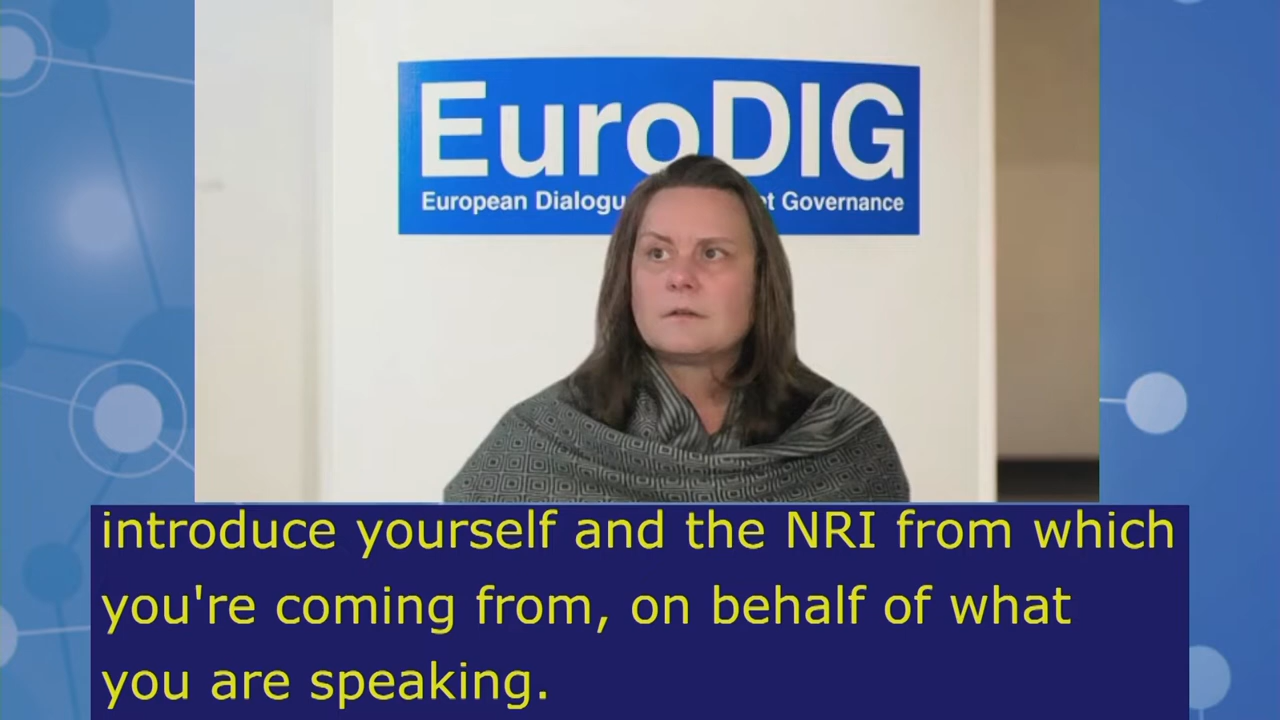 EuroDIG
European Dialogu et Governance
introduce yourself and the NRI from which
you're coming from, on behalf of what
you are speaking.